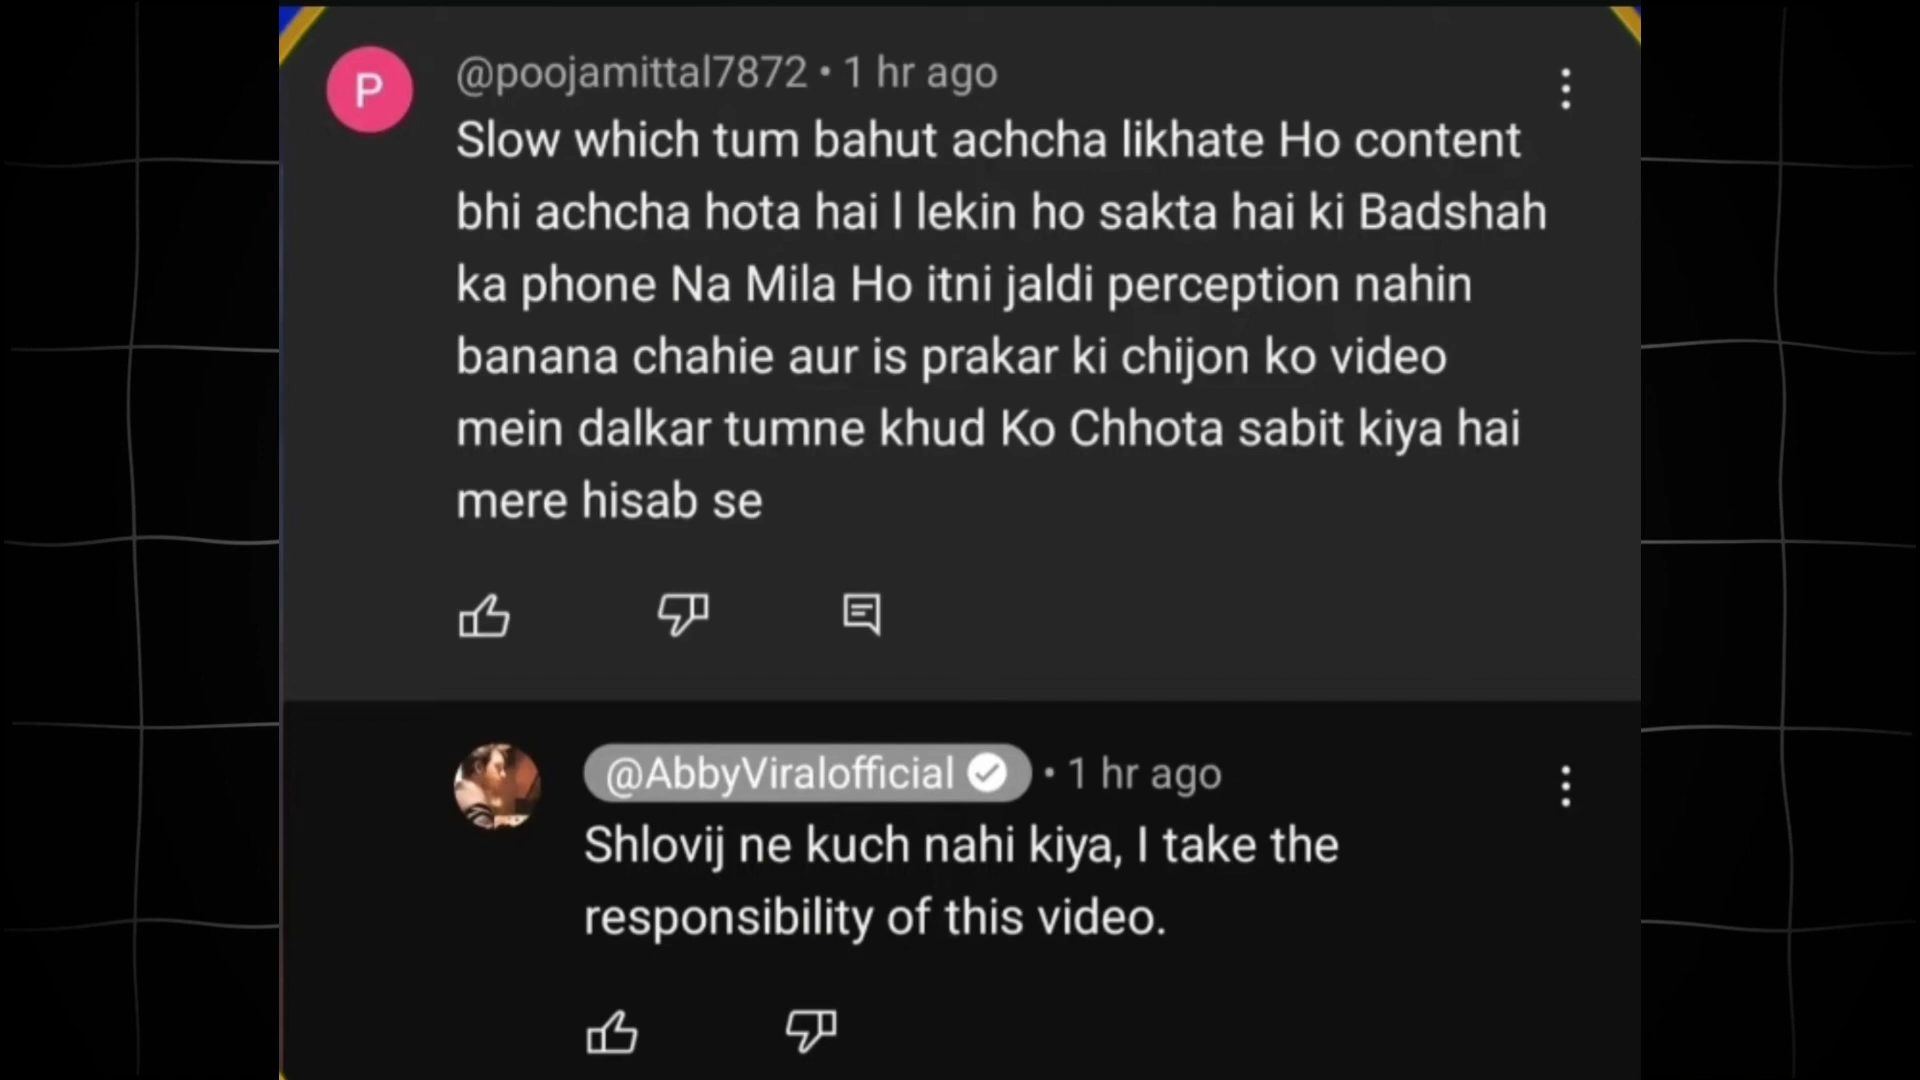 P
@poojamittal7872 • 1 hr ago
Slow which tum bahut achcha likhate Ho content
bhi achcha hota hai l lekin ho sakta hai ki Badshah
ka phone Na Mila Ho itni jaldi perception nahin
banana chahie aur is prakar ki chijon ko video
mein dalkar tumne khud Ko Chhota sabit kiya hai
mere hisab se
@AbbyViralofficial • 1 hr ago
Shlovij ne kuch nahi kiya, I take the
responsibility of this video.